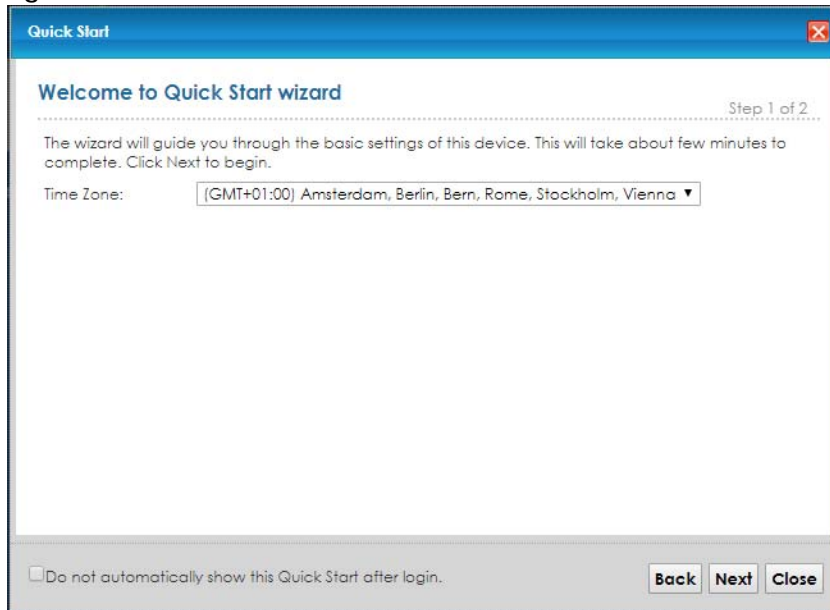 Quick Start
Welcome to Quick Start wizard
Step 1 of 2
The wizard will guide you through the basic settings of this device. This will take about few minutes to
complete. Click Next to begin.
Time Zone: (GMT+01:00) Amsterdam, Berlin, Bern, Rome, Stockholm, Vienna
Do not automatically show this Quick Start after login.
Back Next Close